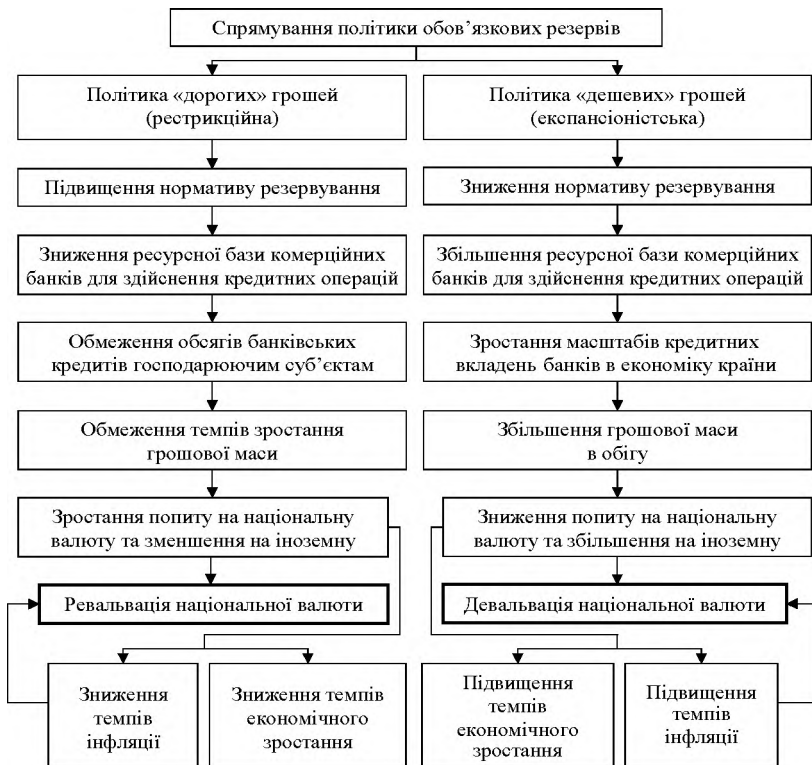 Спрямування політики обов’язкових резервів
Політика «дорогих» грошей
(рестрикційна)
Політика «дешевих» грошей
(експансіоністська)
Підвищення нормативу резервування
Зниження нормативу резервування
Зниження ресурсної бази комерційних
банків для здійснення кредитних операцій
Збільшення ресурсної бази комерційних
банків для здійснення кредитних операцій
Обмеження обсягів банківських
кредитів господарюючим суб’єктам
Зростання масштабів кредитних
вкладень банків в економіку країни
Обмеження темпів зростання
грошової маси
Збільшення грошової маси
в обігу
Зростання попиту на національну
валюту та зменшення на іноземну
Зниження попиту на національну
валюту та збільшення на іноземну
Ревальвація національної валюти
Девальвація національної валюти
Зниження
темпів
інфляції
Зниження темпів
економічного
зростання
Підвищення
темпів
економічного
зростання
Підвищення
темпів
інфляції